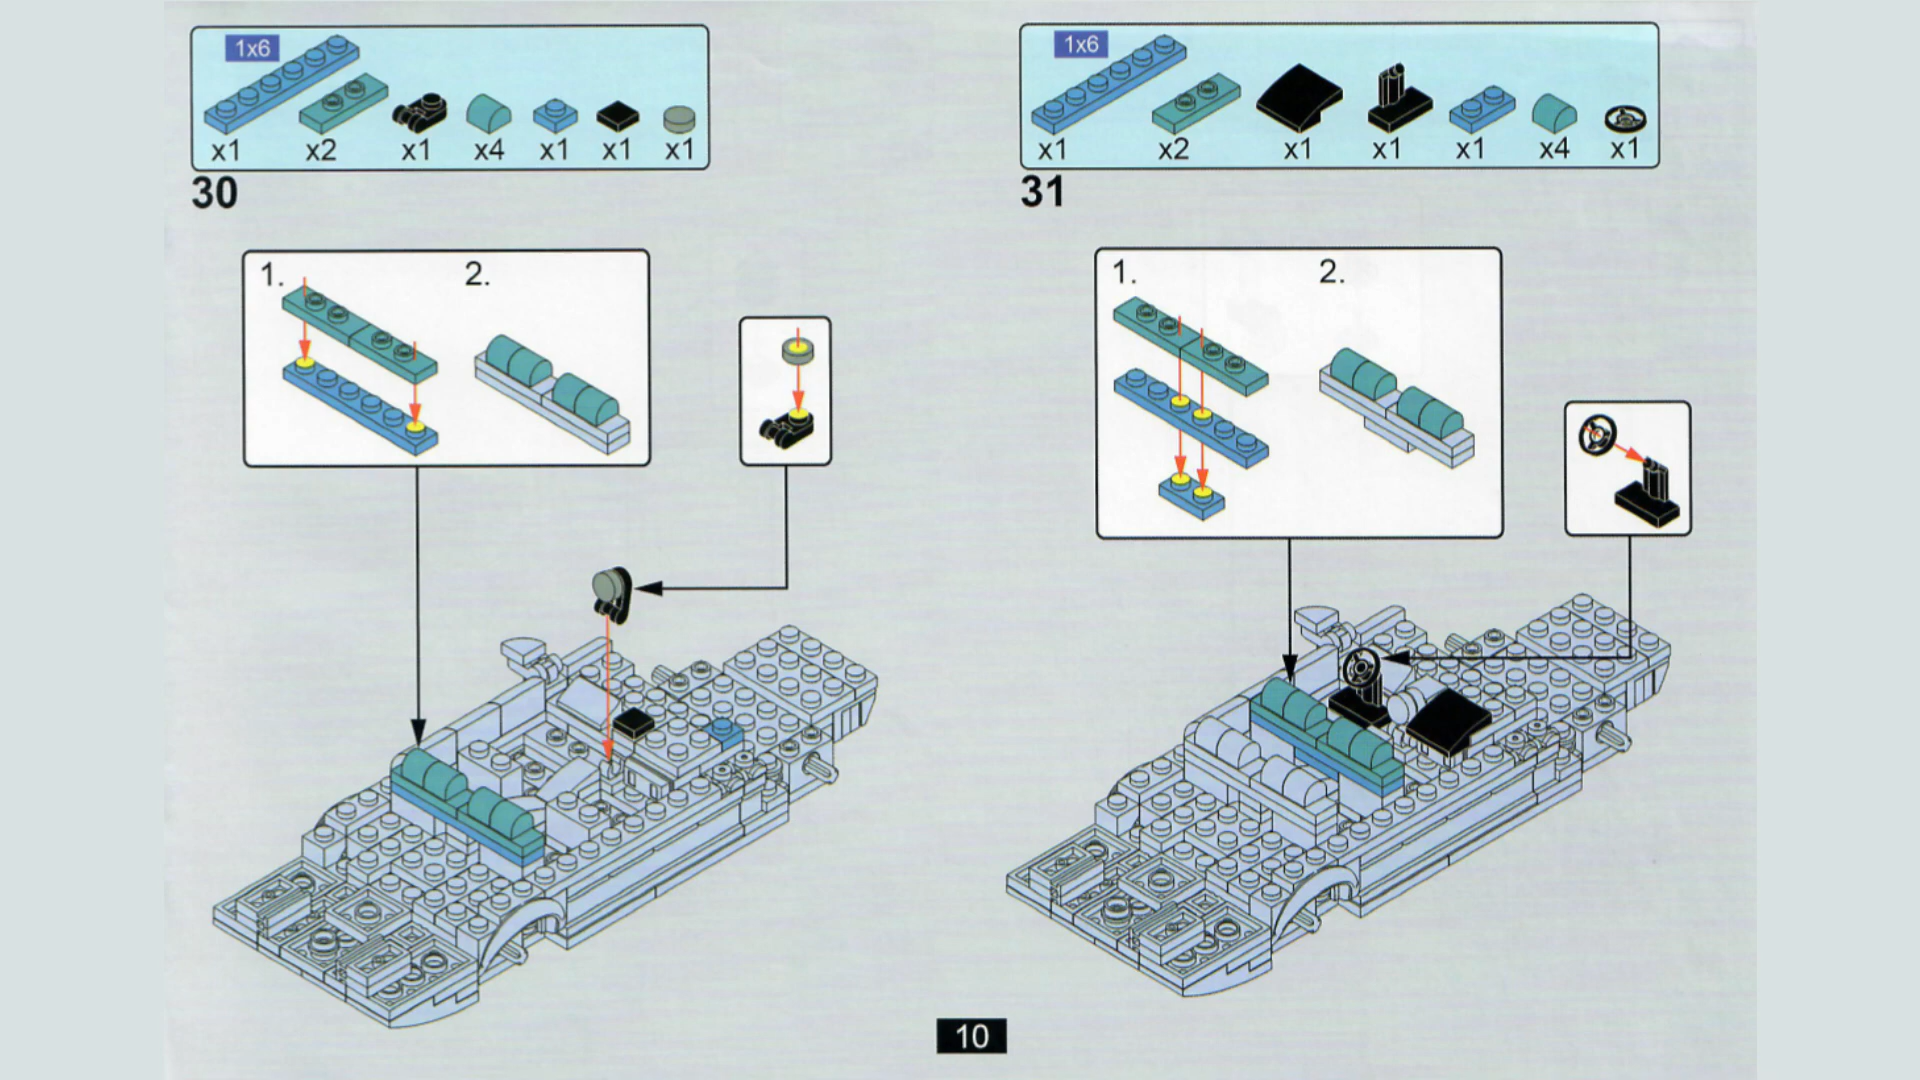 1x6
x1 x2 x1 x4 x1 x1 x1
30
1. 2.
1x6
x1 x2 x1 x1 x1 x4 x1
31
1. 2.
10